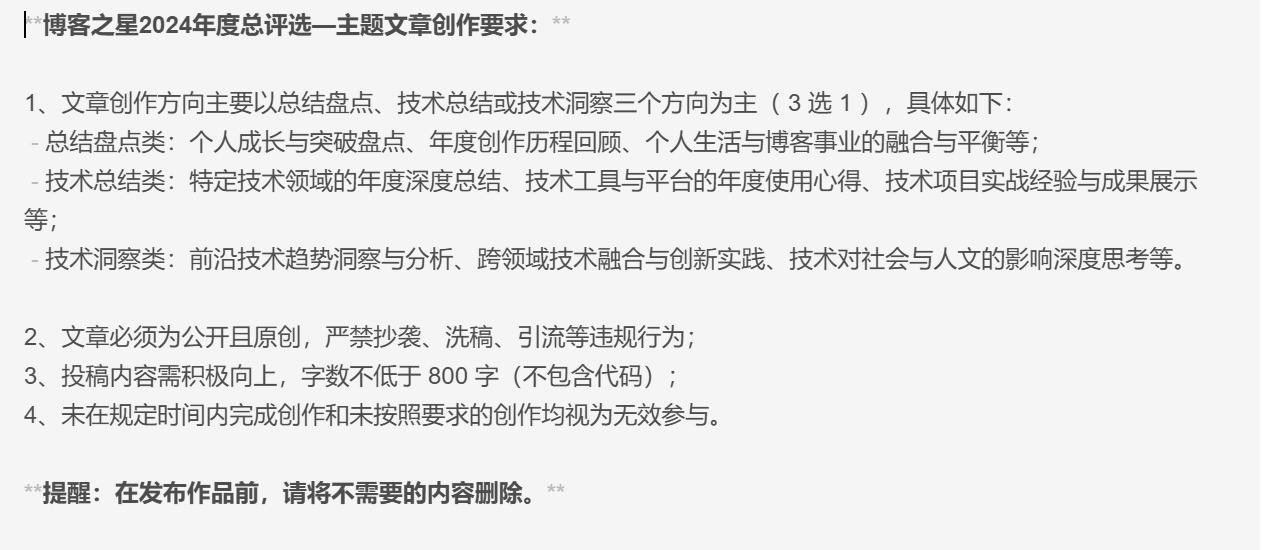 **博客之星2024年度总评选—主题文章创作要求：**
1、文章创作方向主要以总结盘点、技术总结或技术洞察三个方向为主（ 3 选 1 ），具体如下：
- 总结盘点类：个人成长与突破盘点、年度创作历程回顾、个人生活与博客事业的融合与平衡等；
- 技术总结类：特定技术领域的年度深度总结、技术工具与平台的年度使用心得、技术项目实战经验与成果展示
等；
- 技术洞察类：前沿技术趋势洞察与分析、跨领域技术融合与创新实践、技术对社会与人文的影响深度思考等。
2、文章必须为公开且原创，严禁抄袭、洗稿、引流等违规行为；
3、投稿内容需积极向上，字数不低于 800 字（不包含代码）；
4、未在规定时间内完成创作和未按照要求的创作均视为无效参与。
**提醒：在发布作品前，请将不需要的内容删除。**